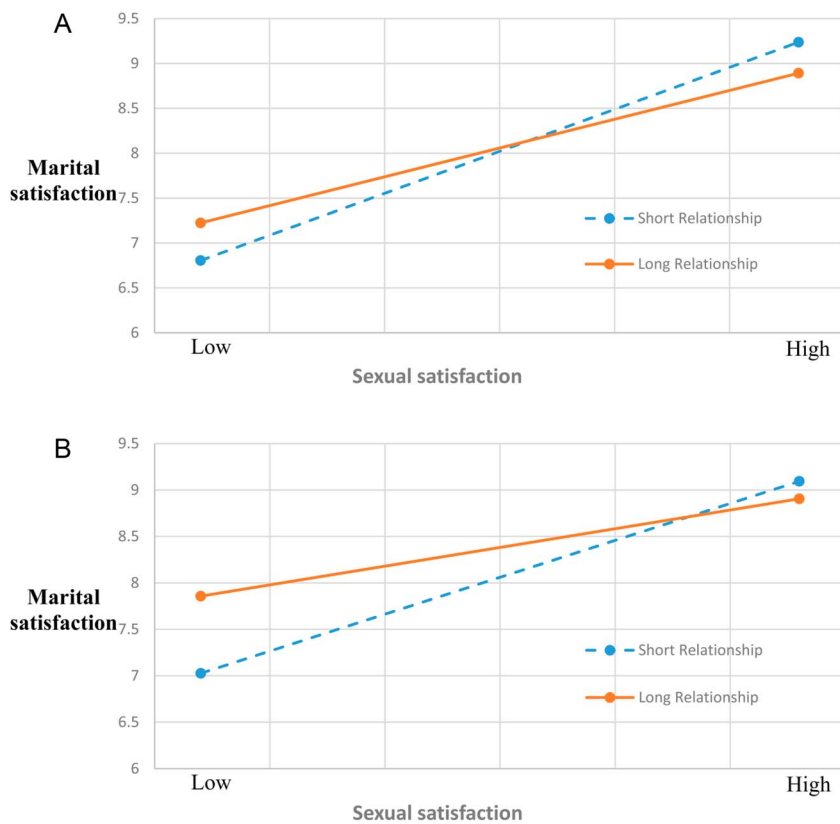 A
9.5
9
8.5
8
7.5
7
6.5
6
Marital
satisfaction
Short Relationship
Long Relationship
Low
High
Sexual satisfaction
B
9.5
9
8.5
8
7.5
7
6.5
6
Marital
satisfaction
Short Relationship
Long Relationship
Low
High
Sexual satisfaction